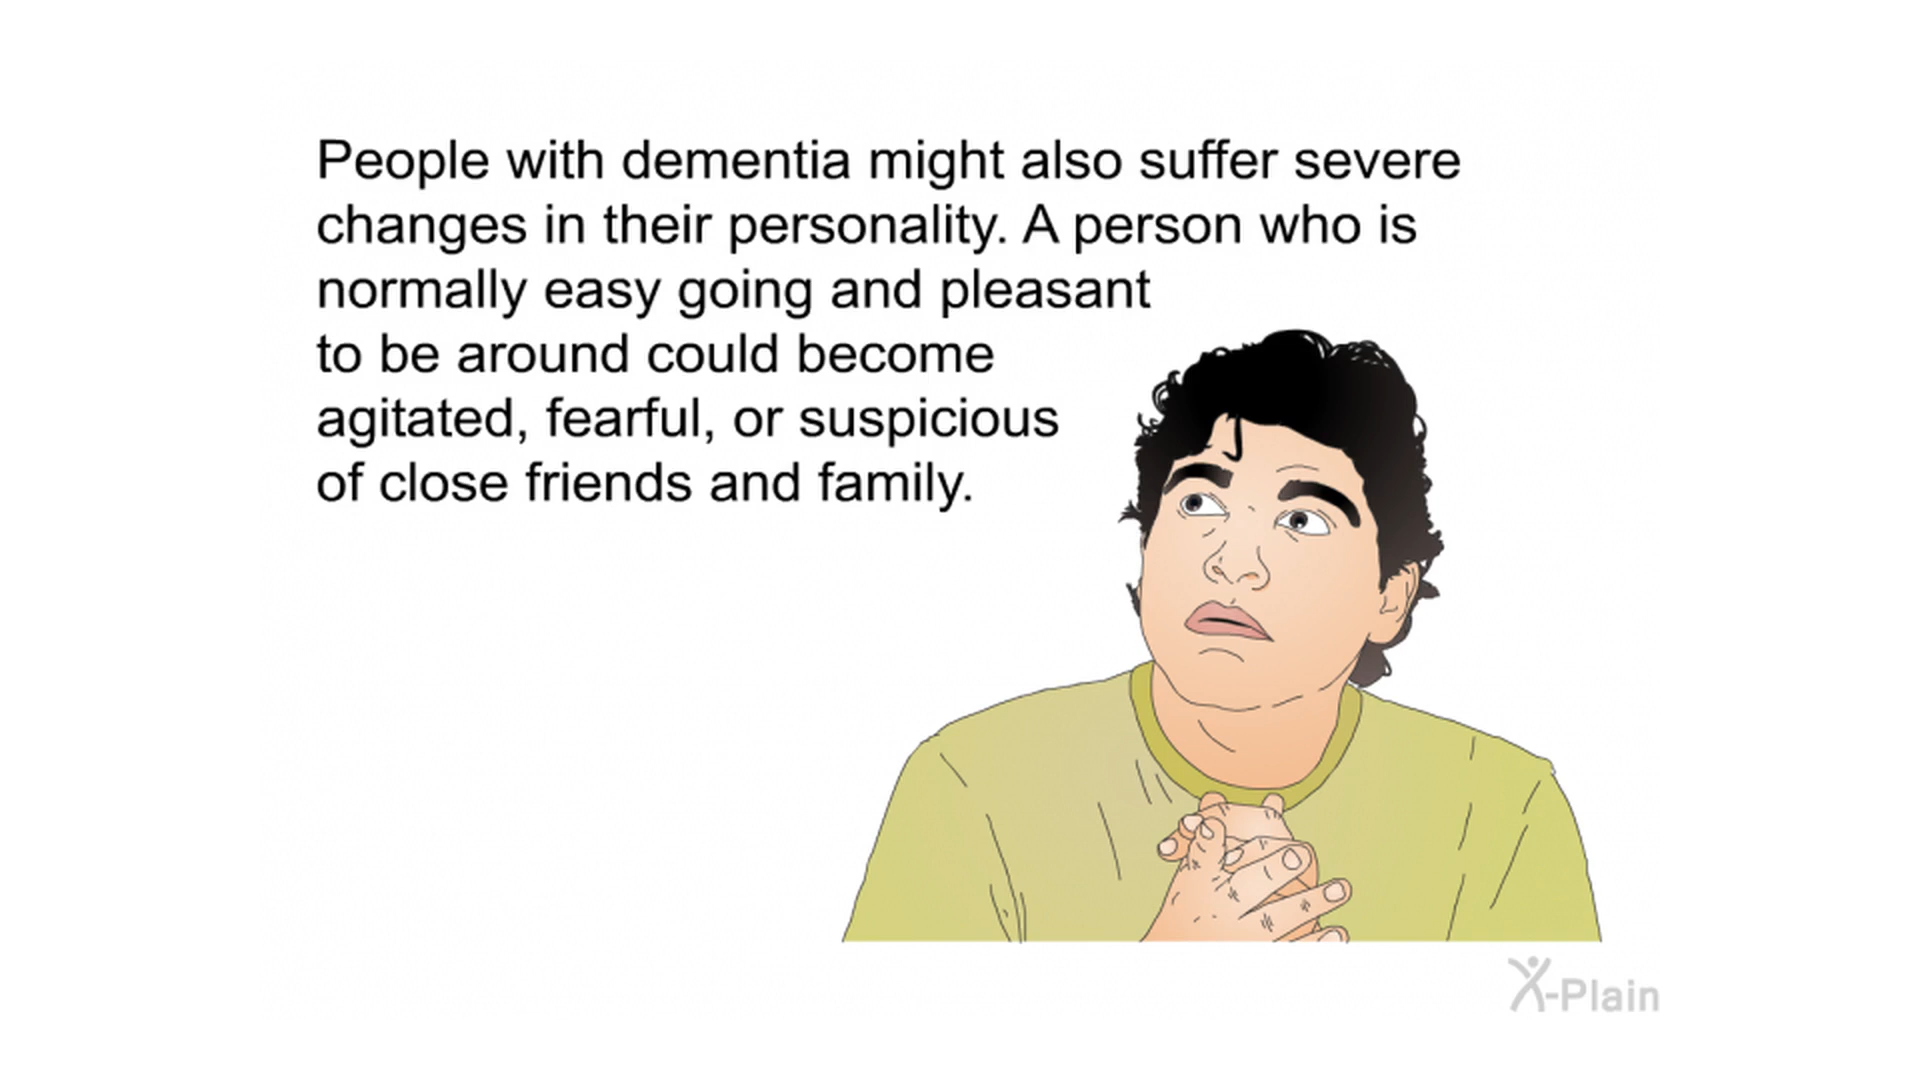 People with dementia might also suffer severe
changes in their personality. A person who is
normally easy going and pleasant
to be around could become
agitated, fearful, or suspicious
of close friends and family.
X-Plain